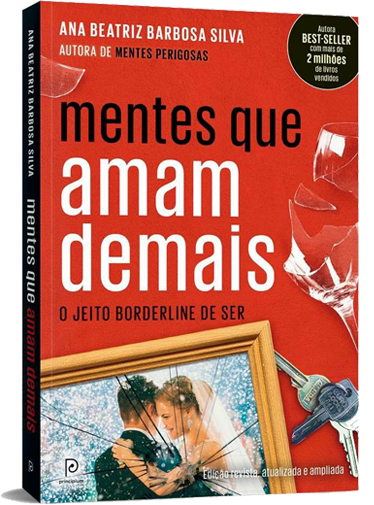 ANA BEATRIZ BARBOSA SILVA
AUTORA DE MENTES PERIGOSAS
Autora
BEST-SELLER
com mais de
2 milhões
de livros
vendidos
mentes que
amam
demais
O JEITO BORDERLINE DE SER
Edição revista, atualizada e ampliada
principium
ANA BEATRIZ BARBOSA SILVA
mentes que amam demais